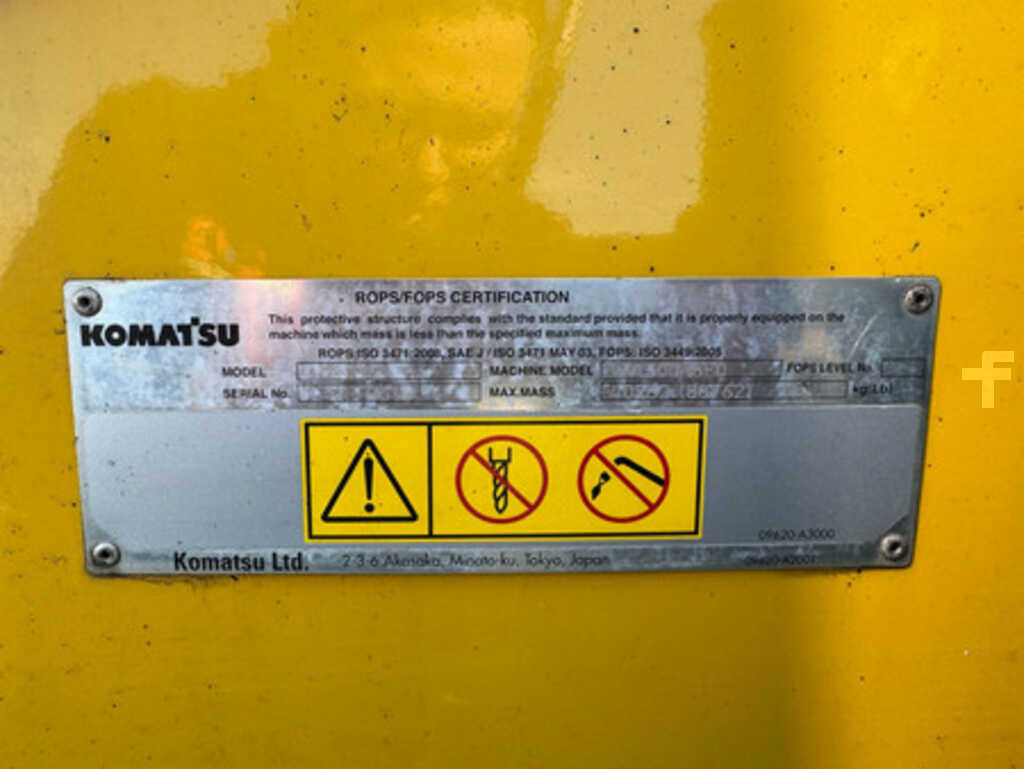 ROPS/FOPS CERTIFICATION
KOMATSU
This protective structure complies with the standard provided that it is properly equipped on the
machine which mass is less than the specified maximum mass.
ROPS: ISO 3471:2008, SAE J / ISO 3471 MAY 03, FOPS: ISO 3449:2005
MODEL MACHINE MODEL FOPS LEVEL No.
SERIAL No. MAX.MASS kg(Lb)
09620-A3000
Komatsu Ltd. 2-3-6 Akasaka, Minato-ku, Tokyo, Japan 09620-A2001
f